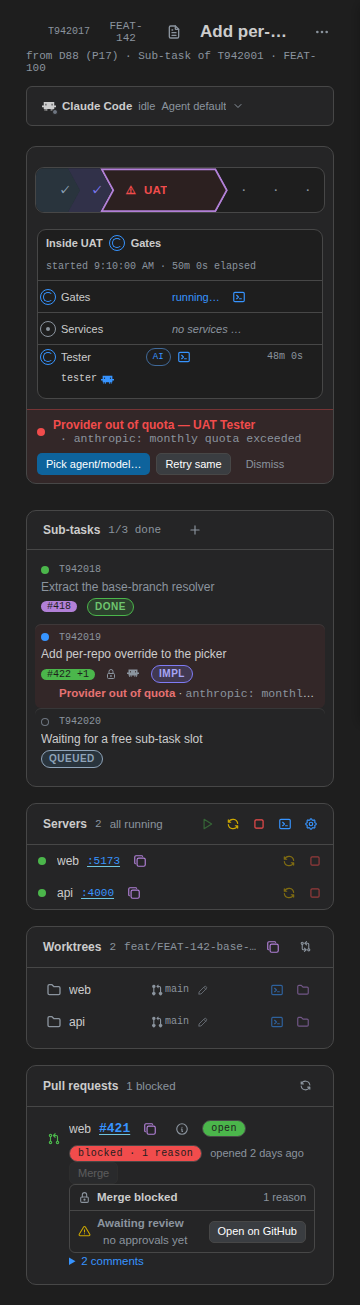 T942017 FEAT-142 Add per-…
from D88 (P17) · Sub-task of T942001 · FEAT-
100
Claude Code idle Agent default
UAT
Inside UAT Gates
started 9:10:00 AM · 50m 0s elapsed
Gates running…
Services no services …
Tester AI 48m 0s
tester
Provider out of quota — UAT Tester
· anthropic: monthly quota exceeded
Pick agent/model… Retry same Dismiss
Sub-tasks 1/3 done
T942018
Extract the base-branch resolver
#418 DONE
T942019
Add per-repo override to the picker
#422 +1 IMPL
Provider out of quota · anthropic: monthl…
T942020
Waiting for a free sub-task slot
QUEUED
Servers 2 all running
web :5173
api :4000
Worktrees 2 feat/FEAT-142-base-…
web main
api main
Pull requests 1 blocked
web #421 open
blocked · 1 reason opened 2 days ago
Merge
Merge blocked 1 reason
Awaiting review
no approvals yet
Open on GitHub
2 comments